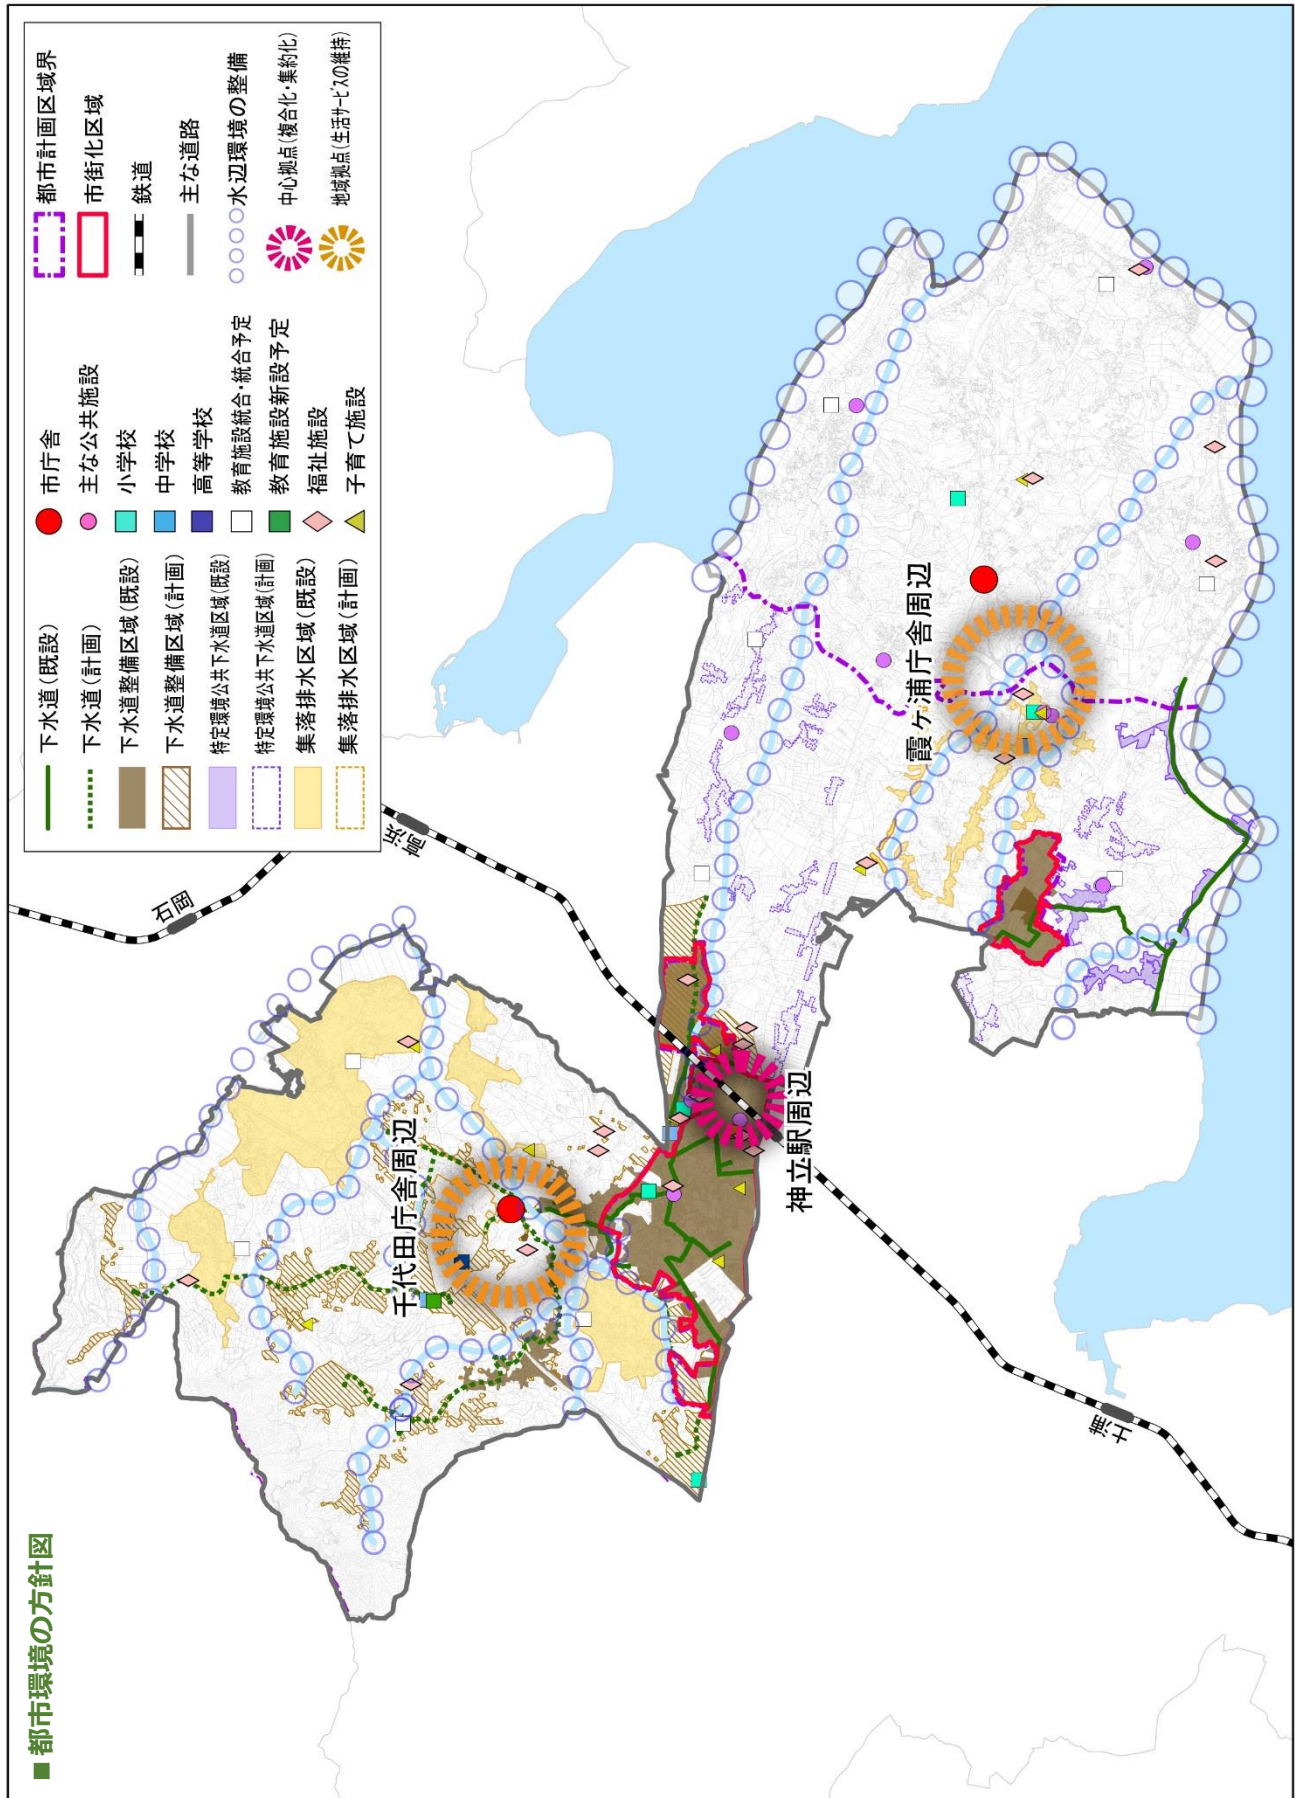 ■ 都市環境の方針図
下水道(既設)
下水道(計画)
下水道整備区域(既設)
下水道整備区域(計画)
特定環境公共下水道区域(既設)
特定環境公共下水道区域(計画)
集落排水区域(既設)
集落排水区域(計画)
市庁舎
主な公共施設
小学校
中学校
高等学校
教育施設統合・統合予定
教育施設新設予定
福祉施設
子育て施設
都市計画区域界
市街化区域
鉄道
主な道路
水辺環境の整備
中心拠点(複合化・集約化)
地域拠点(生活サービスの維持)
石岡
高浜
千代田庁舎周辺
神立駅周辺
霞ヶ浦庁舎周辺
土浦